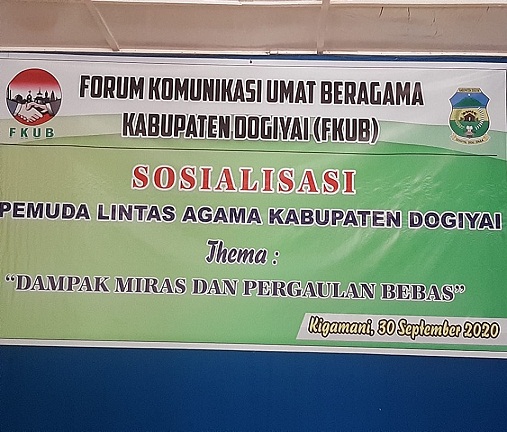 FORUM KOMUNIKASI UMAT BERAGAMA
KABUPATEN DOGIYAI (FKUB)
FKUB
SOSIALISASI
PEMUDA LINTAS AGAMA KABUPATEN DOGIYAI
Thema :
“DAMPAK MIRAS DAN PERGAULAN BEBAS”
Kigamani, 30 September 2020